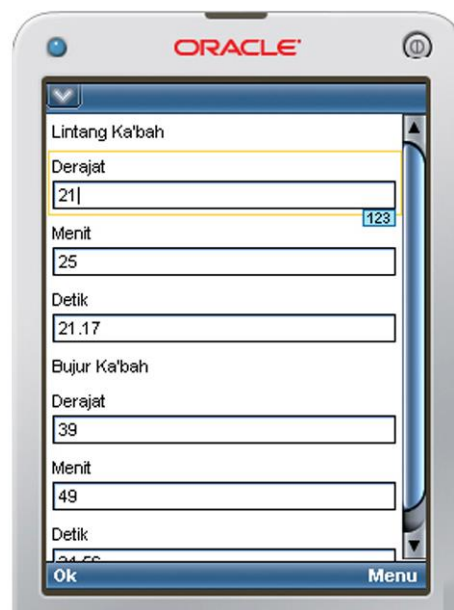 ORACLE
Lintang Ka'bah
Derajat
21
123
Menit
25
Detik
21.17
Bujur Ka'bah
Derajat
39
Menit
49
Detik
Ok Menu